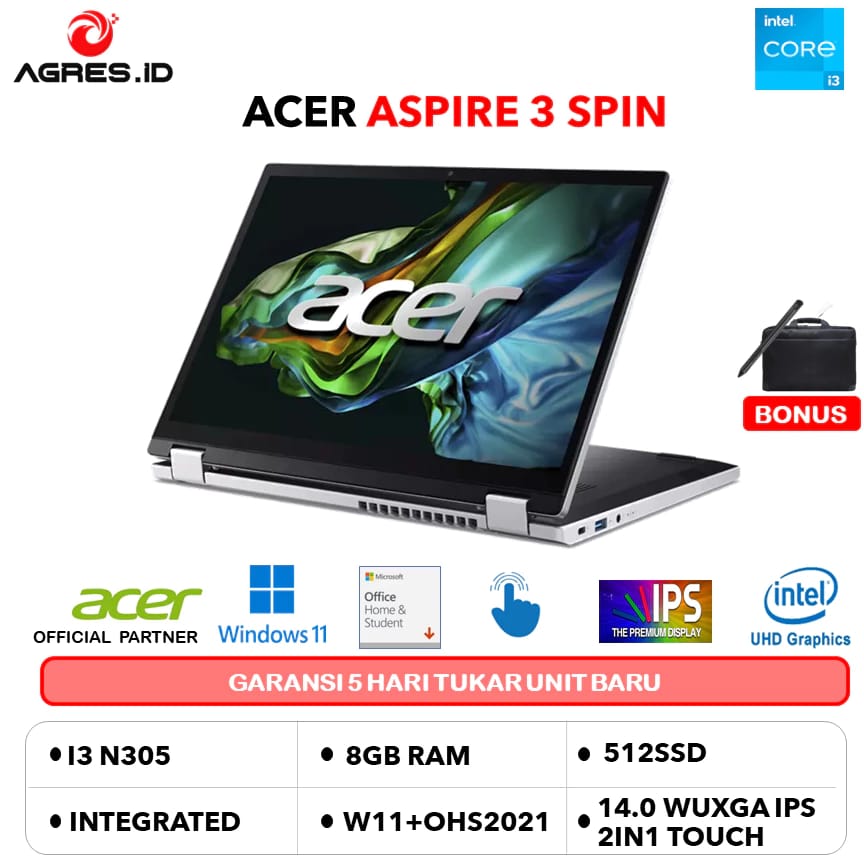 AGRES.ID
intel.
CORE
i3
ACER ASPIRE 3 SPIN
acer
BONUS
acer
OFFICIAL PARTNER
Windows 11
Microsoft
Office
Home &
Student
IPS
THE PREMIUM DISPLAY
intel
UHD Graphics
GARANSI 5 HARI TUKAR UNIT BARU
• I3 N305
• 8GB RAM
• 512SSD
• INTEGRATED
• W11+OHS2021
• 14.0 WUXGA IPS
2IN1 TOUCH